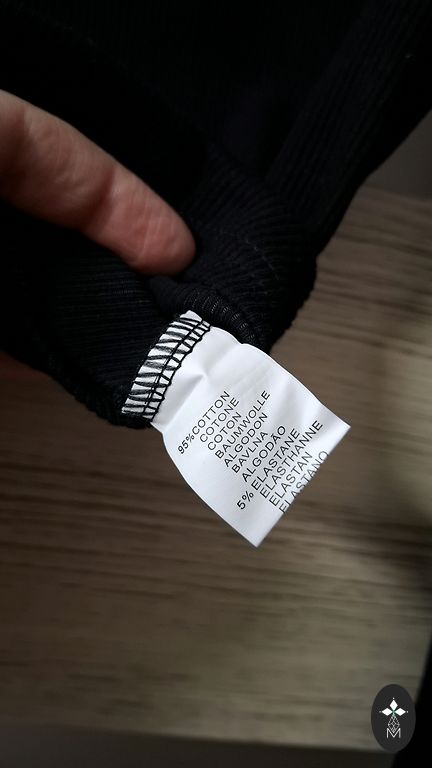 95%COTTON
COTONE
COTON
BAUMWOLLE
ALGODON
BAVLNA
ALGODÃO
5% ELASTANE
ELASTHANNE
ELASTAN
ELASTANO
M